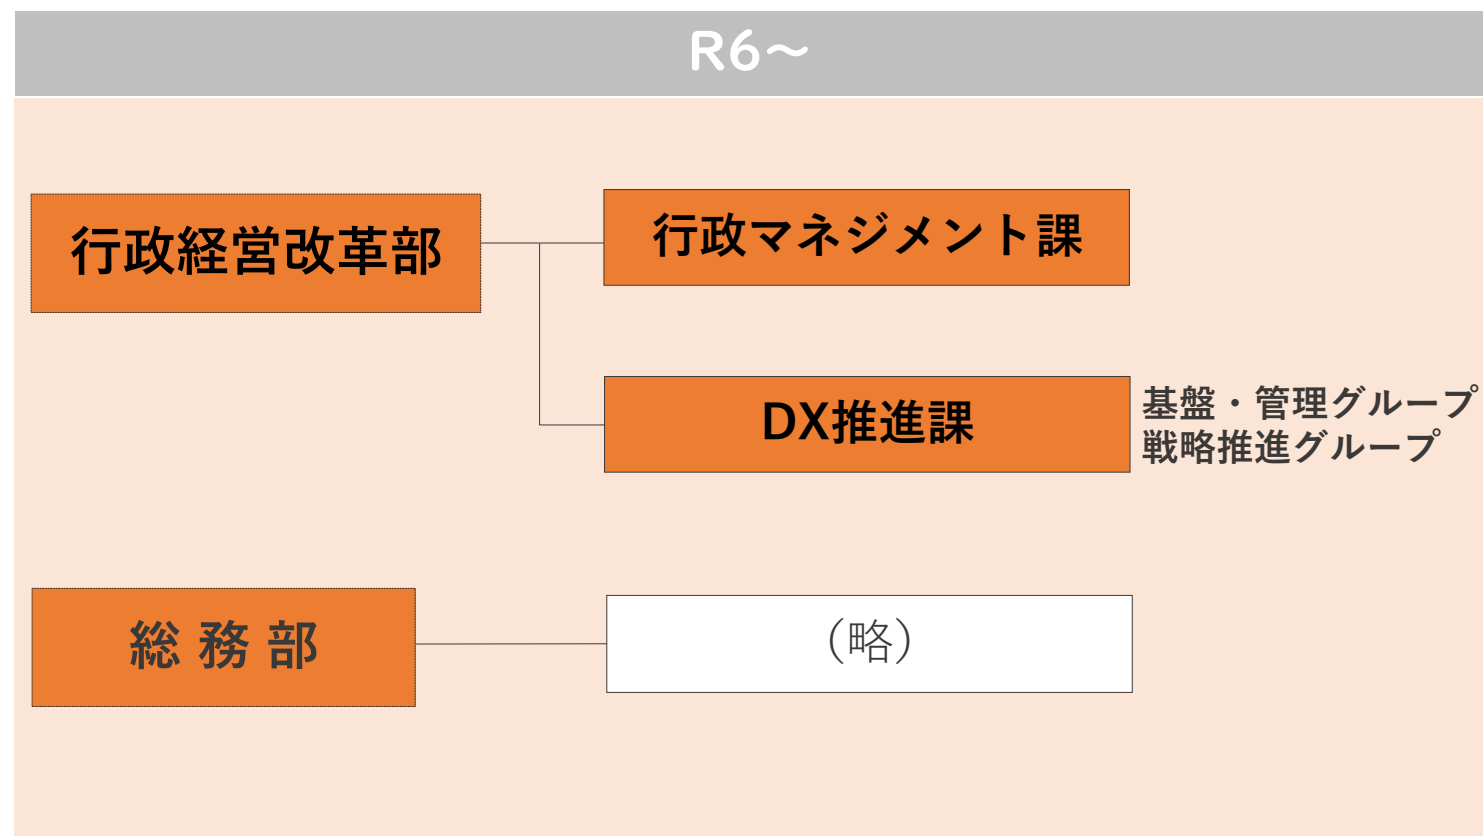 R6～
行政経営改革部
行政マネジメント課
DX推進課
基盤・管理グループ
戦略推進グループ
総 務 部
（略）